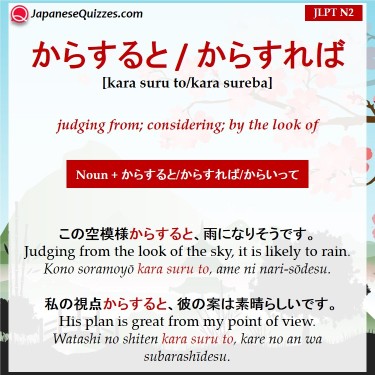 JapaneseQuizzes.com
JLPT N2
からすると / からすれば
[kara suru to/kara sureba]
judging from; considering; by the look of
Noun + からすると/からすれば/からいって
この空模様からすると、雨になりそうです。
Judging from the look of the sky, it is likely to rain.
Kono soramoyō kara suru to, ame ni nari-sōdesu.
私の視点からすると、彼の案は素晴らしいです。
His plan is great from my point of view.
Watashi no shiten kara suru to, kare no an wa
subarashīdesu.